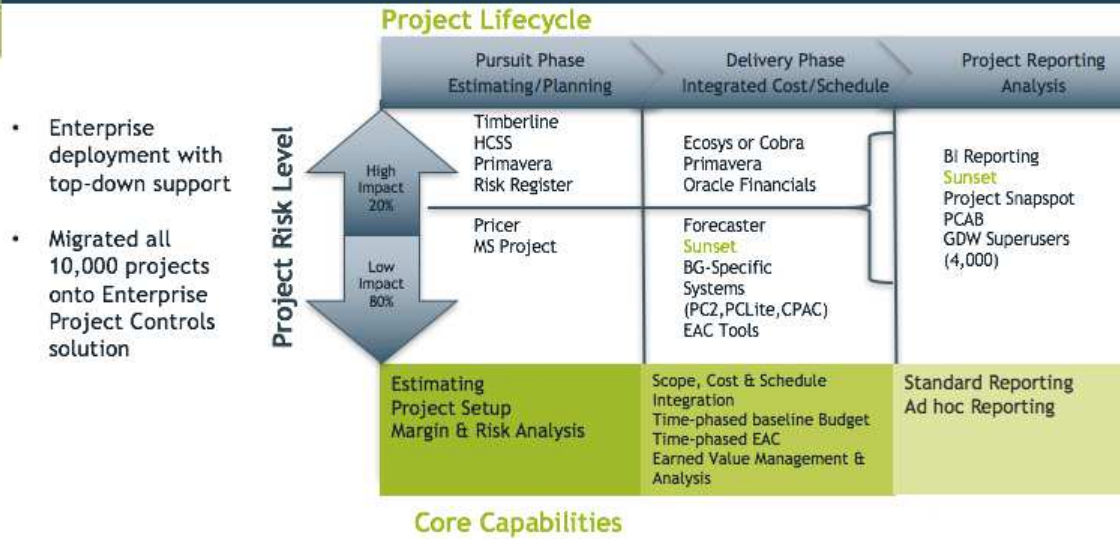 Project Lifecycle
Pursuit Phase
Estimating/Planning
Delivery Phase
Integrated Cost/Schedule
Project Reporting
Analysis
• Enterprise
deployment with
top-down support
• Migrated all
10,000 projects
onto Enterprise
Project Controls
solution
Project Risk Level
High
Impact
20%
Low
Impact
80%
Timberline
HCSS
Primavera
Risk Register
Pricer
MS Project
Ecosys or Cobra
Primavera
Oracle Financials
Forecaster
Sunset
BG-Specific
Systems
(PC2,PCLite,CPAC)
EAC Tools
BI Reporting
Sunset
Project Snapspot
PCAB
GDW Superusers
(4,000)
Estimating
Project Setup
Margin & Risk Analysis
Scope, Cost & Schedule
Integration
Time-phased baseline Budget
Time-phased EAC
Earned Value Management &
Analysis
Standard Reporting
Ad hoc Reporting
Core Capabilities